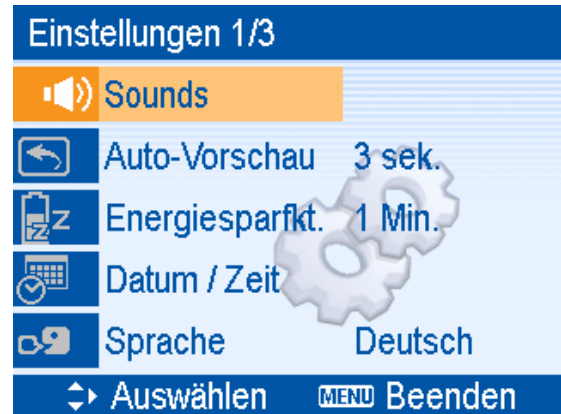 Einstellungen 1/3
Sounds
Auto-Vorschau 3 sek.
Energiesparfkt. 1 Min.
Datum / Zeit
Sprache Deutsch
Auswählen MENU Beenden